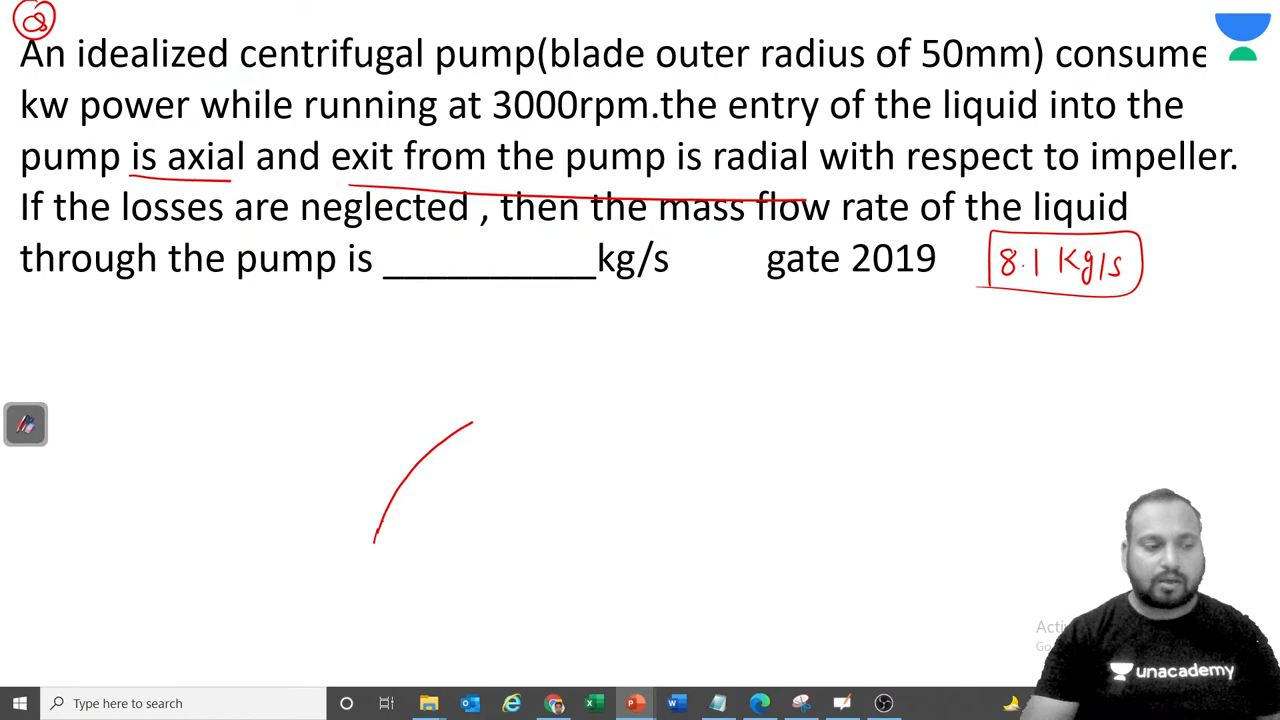 An idealized centrifugal pump(blade outer radius of 50mm) consume
kw power while running at 3000rpm.the entry of the liquid into the
pump is axial and exit from the pump is radial with respect to impeller.
If the losses are neglected , then the mass flow rate of the liquid
through the pump is __________kg/s gate 2019 8.1 Kg/s
unacademy
Type here to search